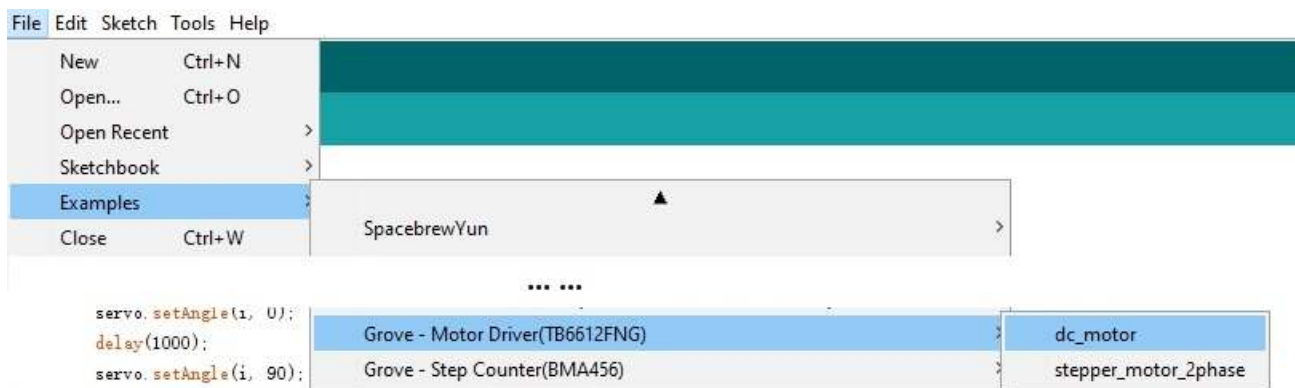 File Edit Sketch Tools Help
New Ctrl+N
Open... Ctrl+O
Open Recent
Sketchbook
Examples
Close Ctrl+W
SpacebrewYun
... ...
servo.setAngle(i, 0);
delay(1000);
servo.setAngle(i, 90);
Grove - Motor Driver(TB6612FNG)
Grove - Step Counter(BMA456)
dc_motor
stepper_motor_2phase